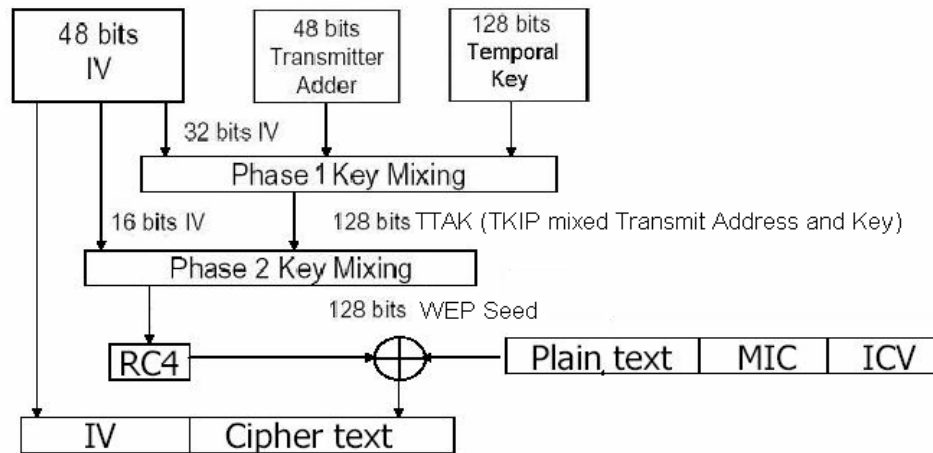 48 bits
IV
48 bits
Transmitter
Adder
128 bits
Temporal
Key
32 bits IV
Phase 1 Key Mixing
16 bits IV
128 bits TTAK (TKIP mixed Transmit Address and Key)
Phase 2 Key Mixing
128 bits WEP Seed
RC4
Plain text
MIC
ICV
IV
Cipher text